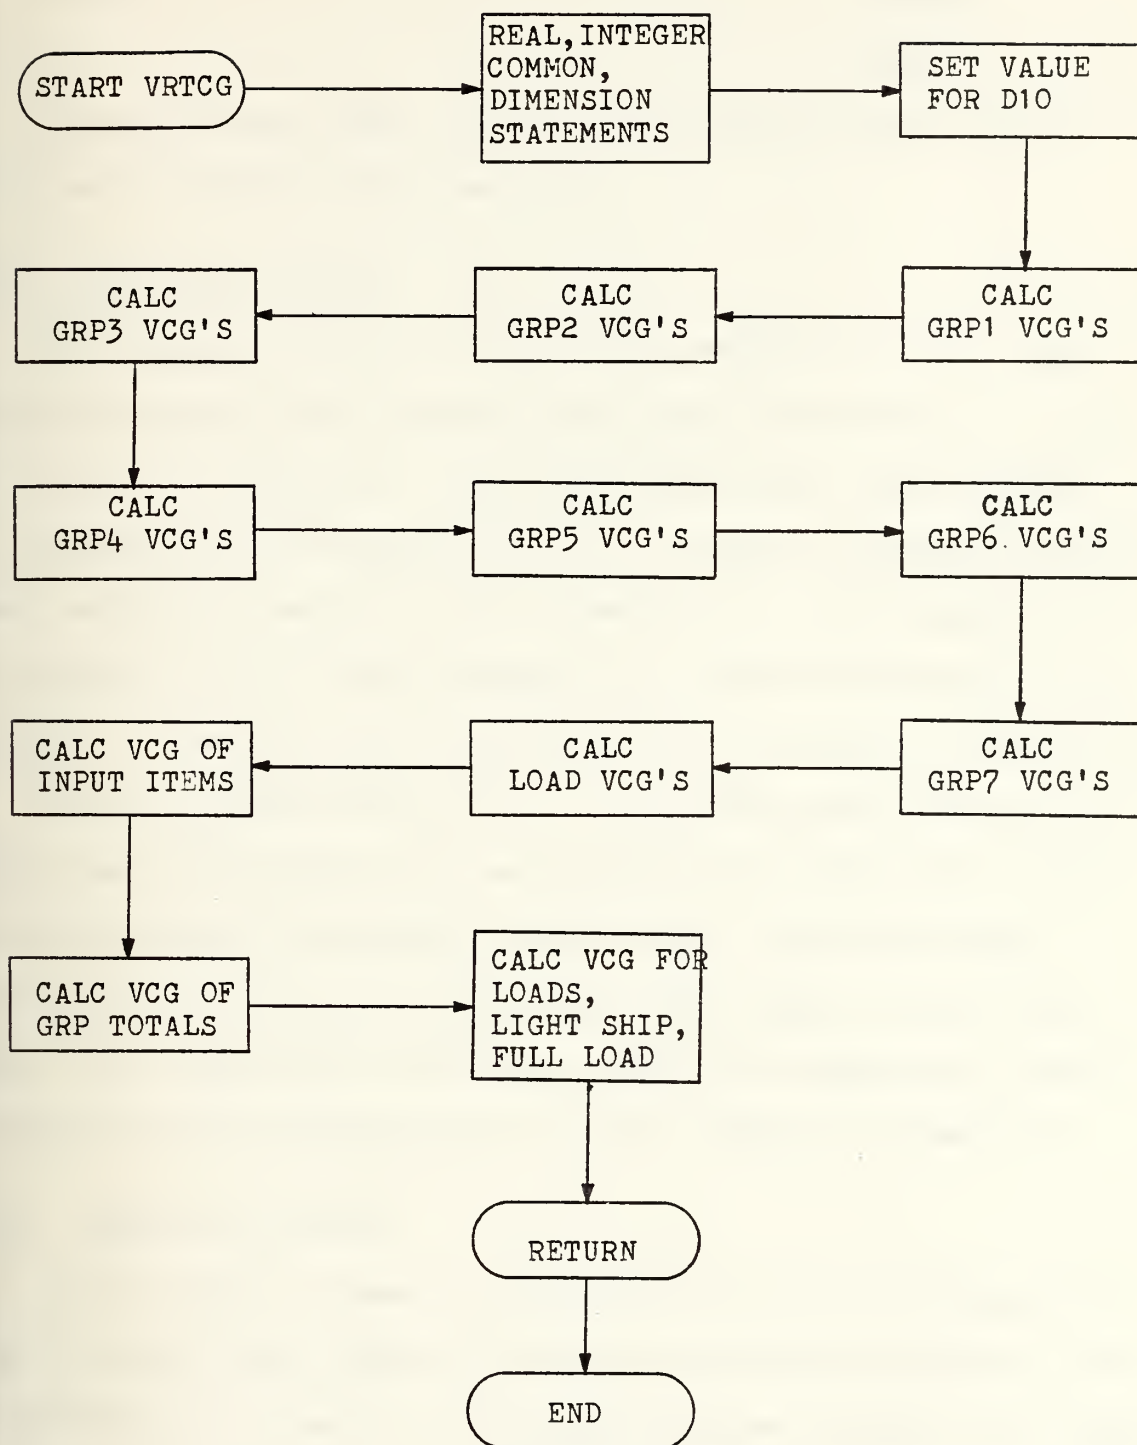 START VRTCG
REAL, INTEGER
COMMON,
DIMENSION
STATEMENTS
SET VALUE
FOR D10
CALC
GRP1 VCG'S
CALC
GRP2 VCG'S
CALC
GRP3 VCG'S
CALC
GRP4 VCG'S
CALC
GRP5 VCG'S
CALC
GRP6 VCG'S
CALC
GRP7 VCG'S
CALC
LOAD VCG'S
CALC VCG OF
INPUT ITEMS
CALC VCG OF
GRP TOTALS
CALC VCG FOR
LOADS,
LIGHT SHIP,
FULL LOAD
RETURN
END